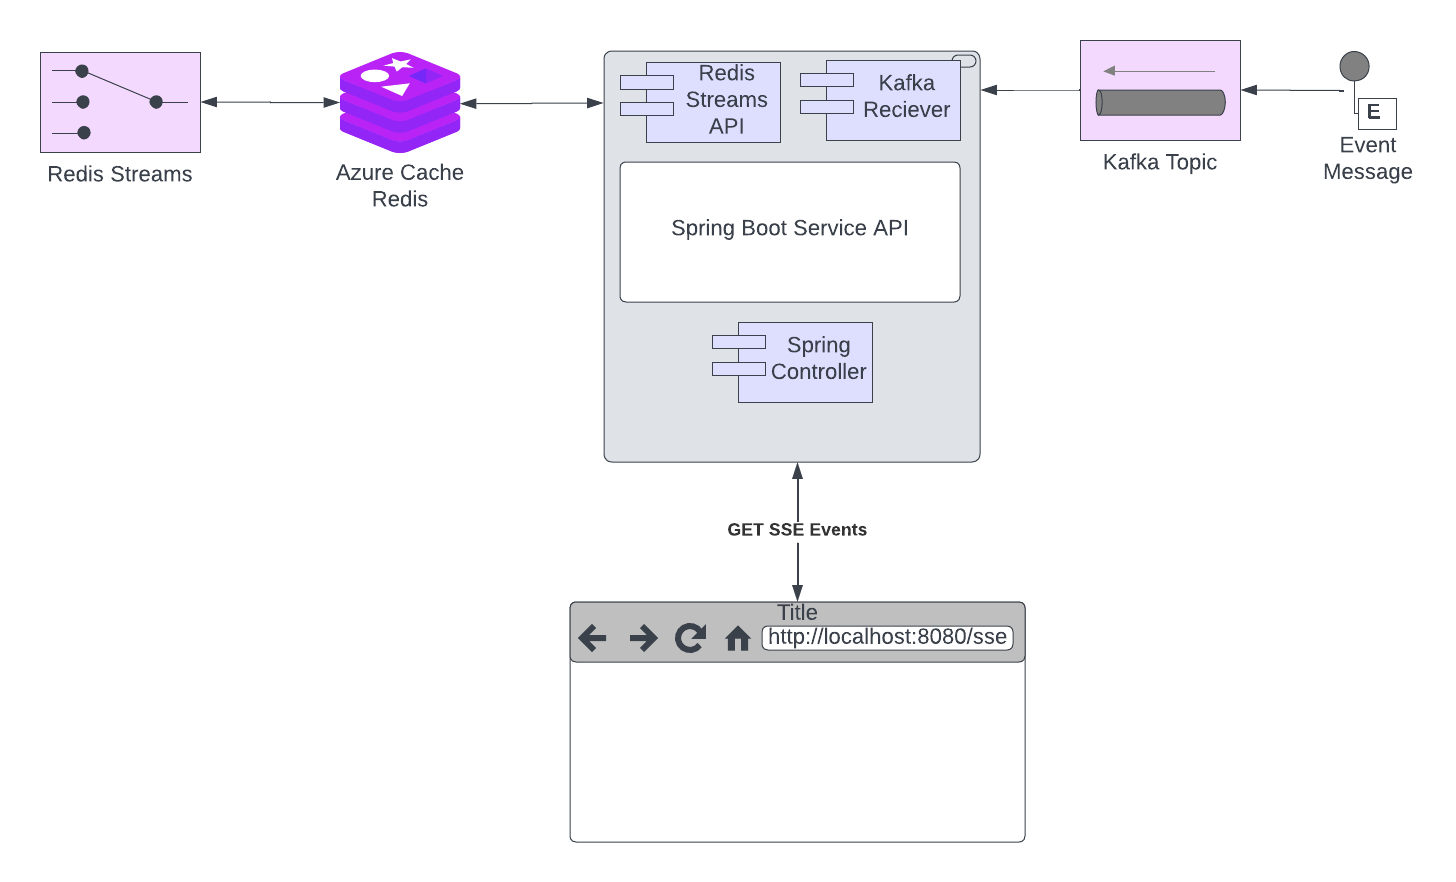 Redis Streams
Azure Cache
Redis
Redis
Streams
API
Kafka
Reciever
Spring Boot Service API
Spring
Controller
Kafka Topic
E
Event
Message
GET SSE Events
Title
http://localhost:8080/sse